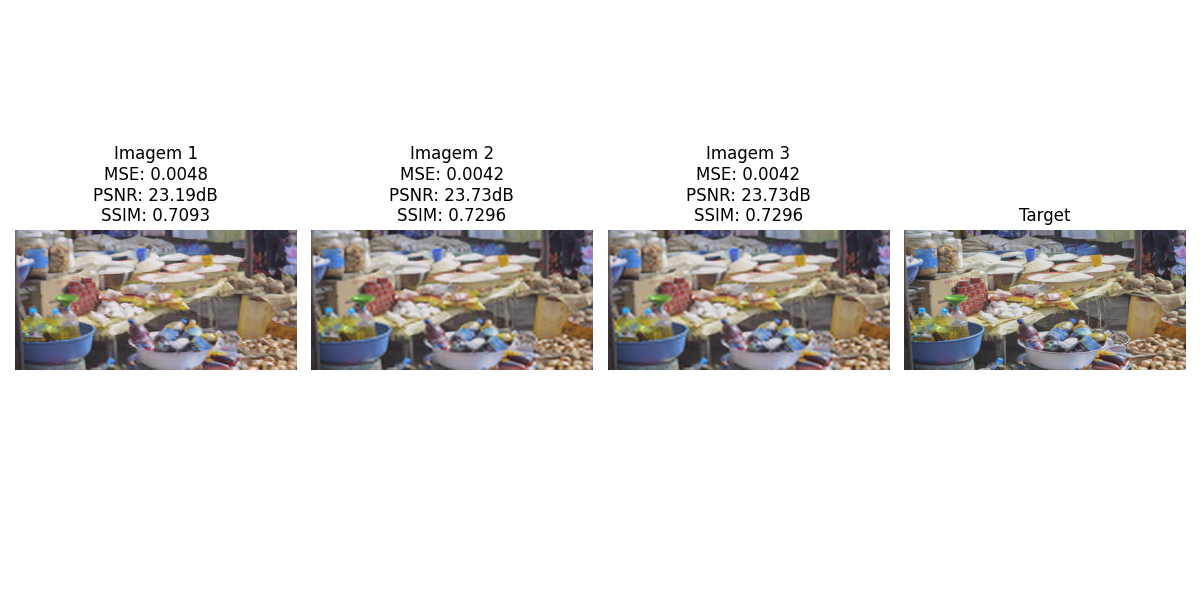 Imagem 1
MSE: 0.0048
PSNR: 23.19dB
SSIM: 0.7093
Imagem 2
MSE: 0.0042
PSNR: 23.73dB
SSIM: 0.7296
Imagem 3
MSE: 0.0042
PSNR: 23.73dB
SSIM: 0.7296
Target